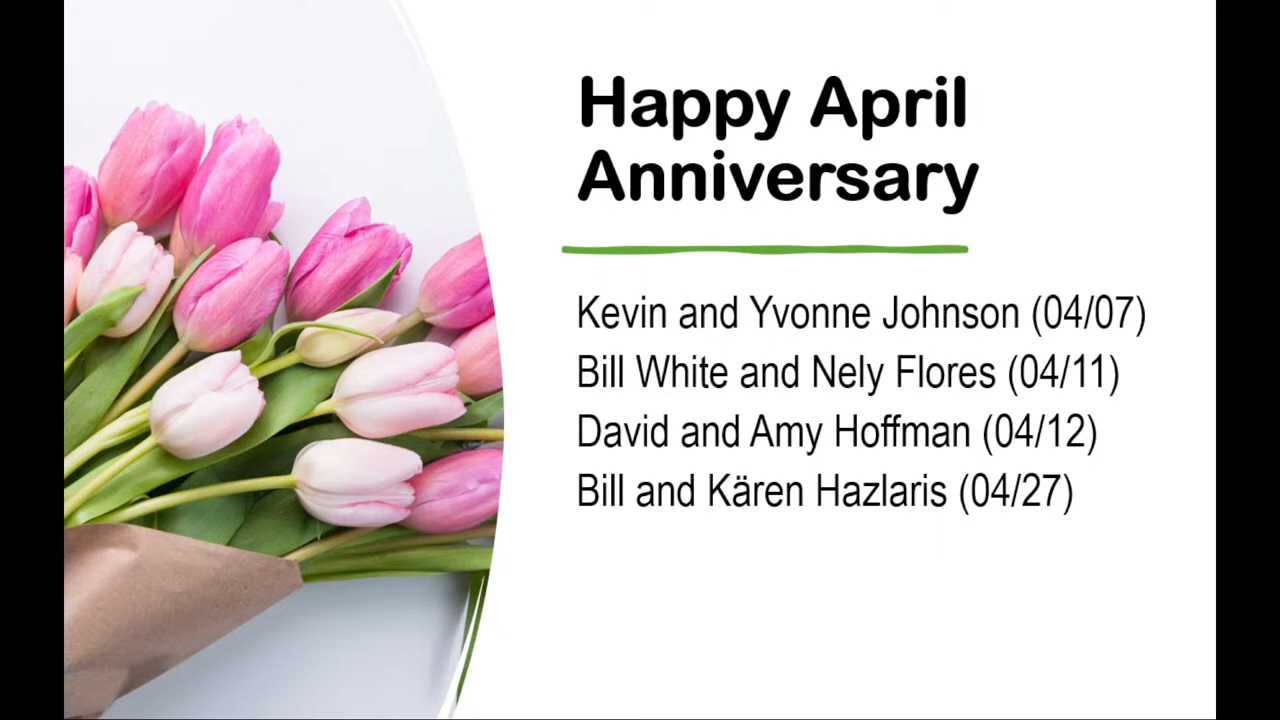 Happy April
Anniversary
Kevin and Yvonne Johnson (04/07)
Bill White and Nely Flores (04/11)
David and Amy Hoffman (04/12)
Bill and Kären Hazlaris (04/27)